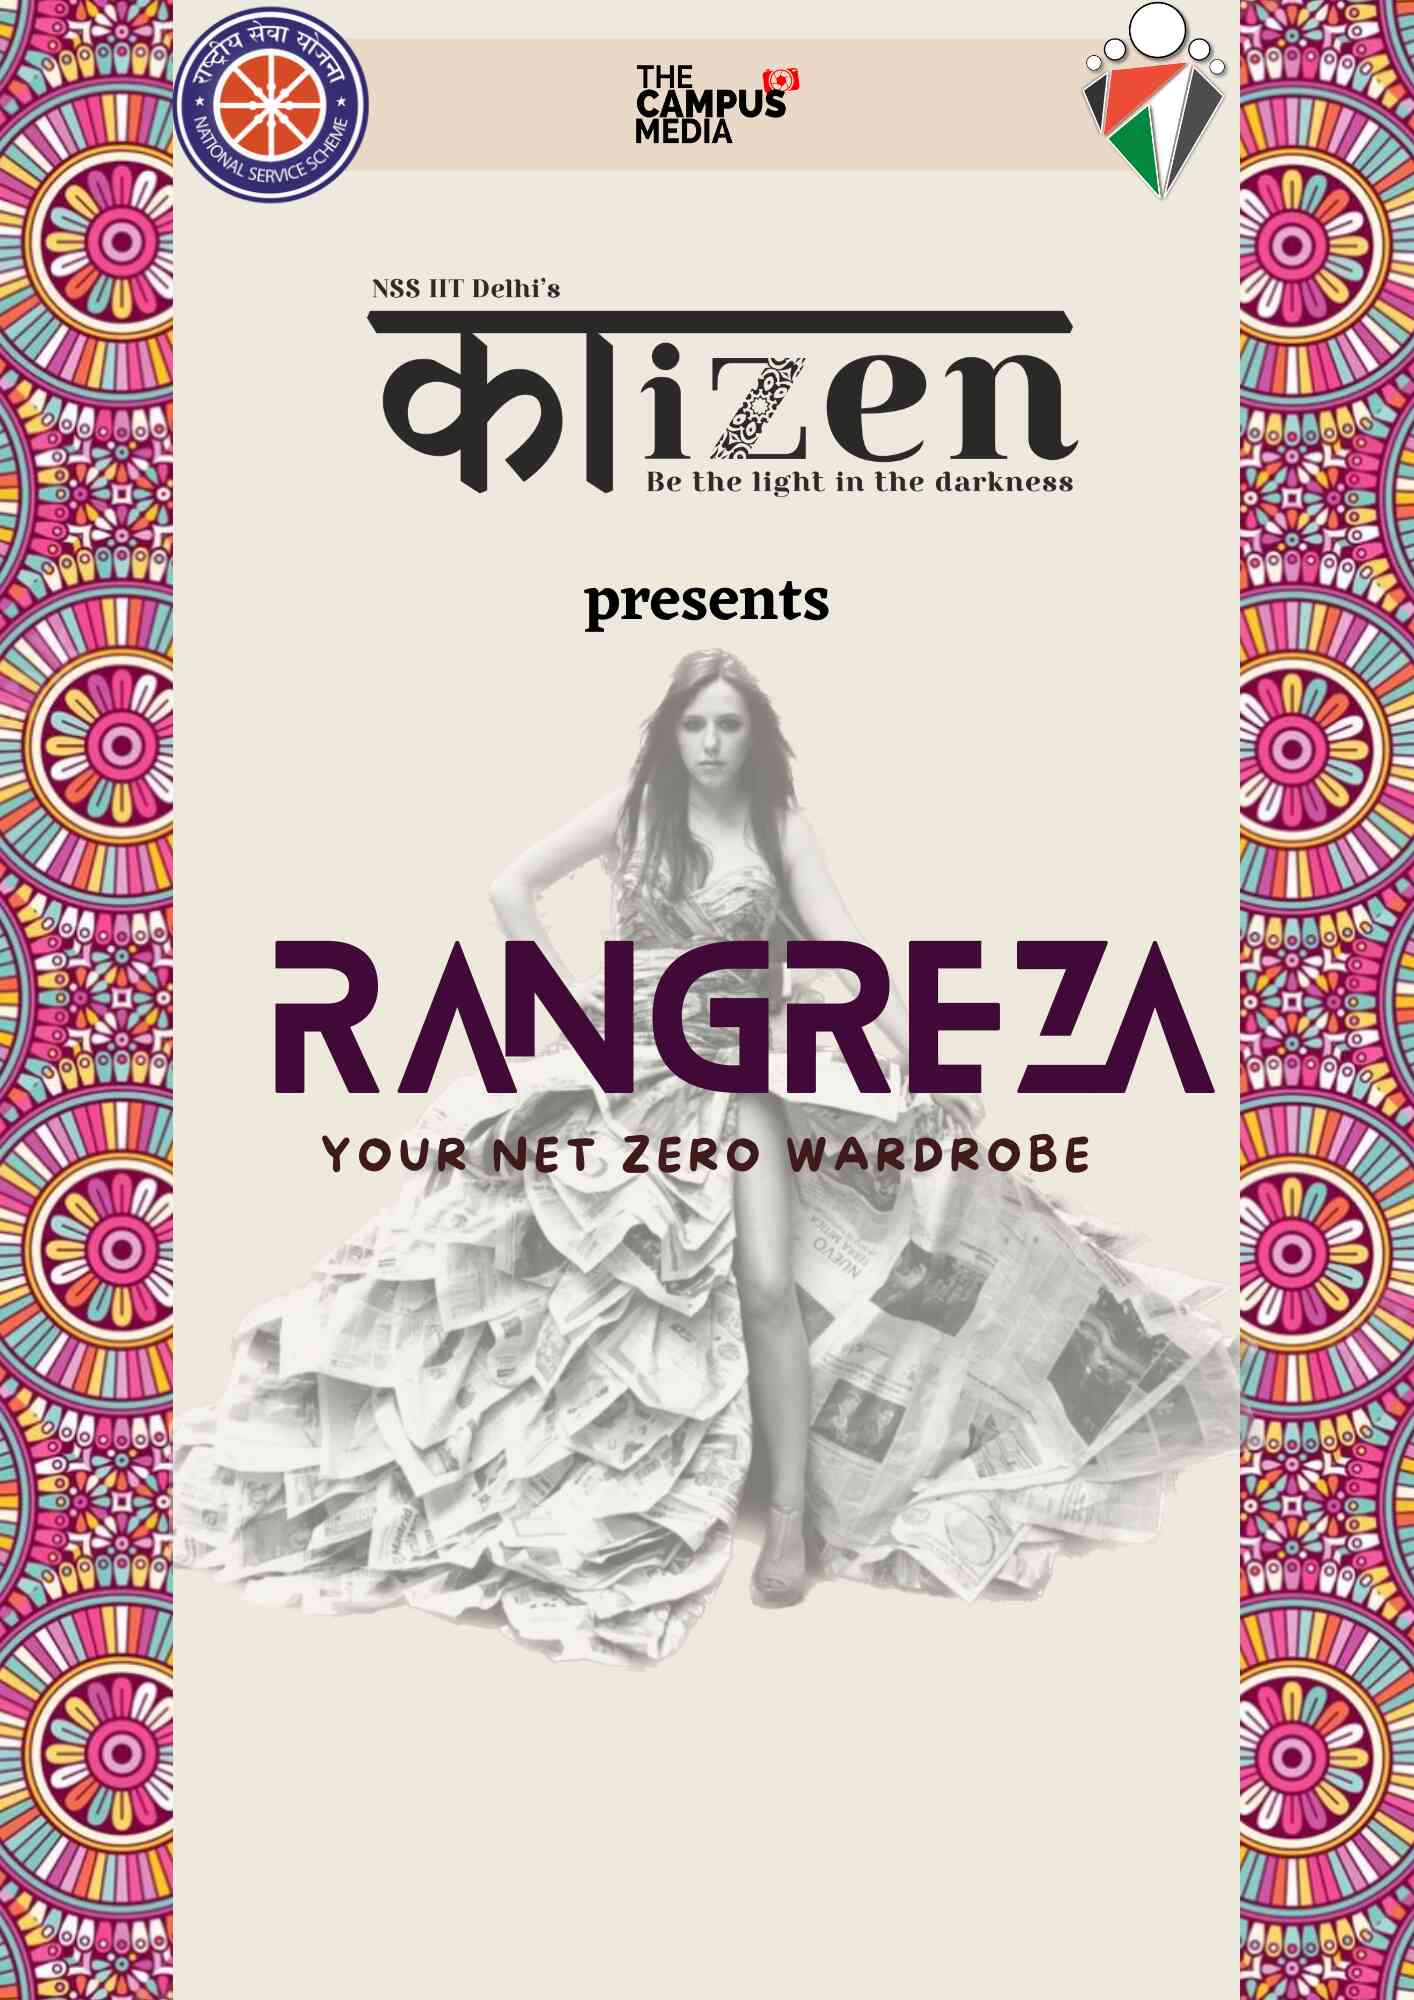 राष्ट्रीय सेवा योजना
NATIONAL SERVICE SCHEME
THE
CAMPUS
MEDIA
NSS IIT Delhi's
काizen
Be the light in the darkness
presents
RANGREZA
YOUR NET ZERO WARDROBE
NUEVO